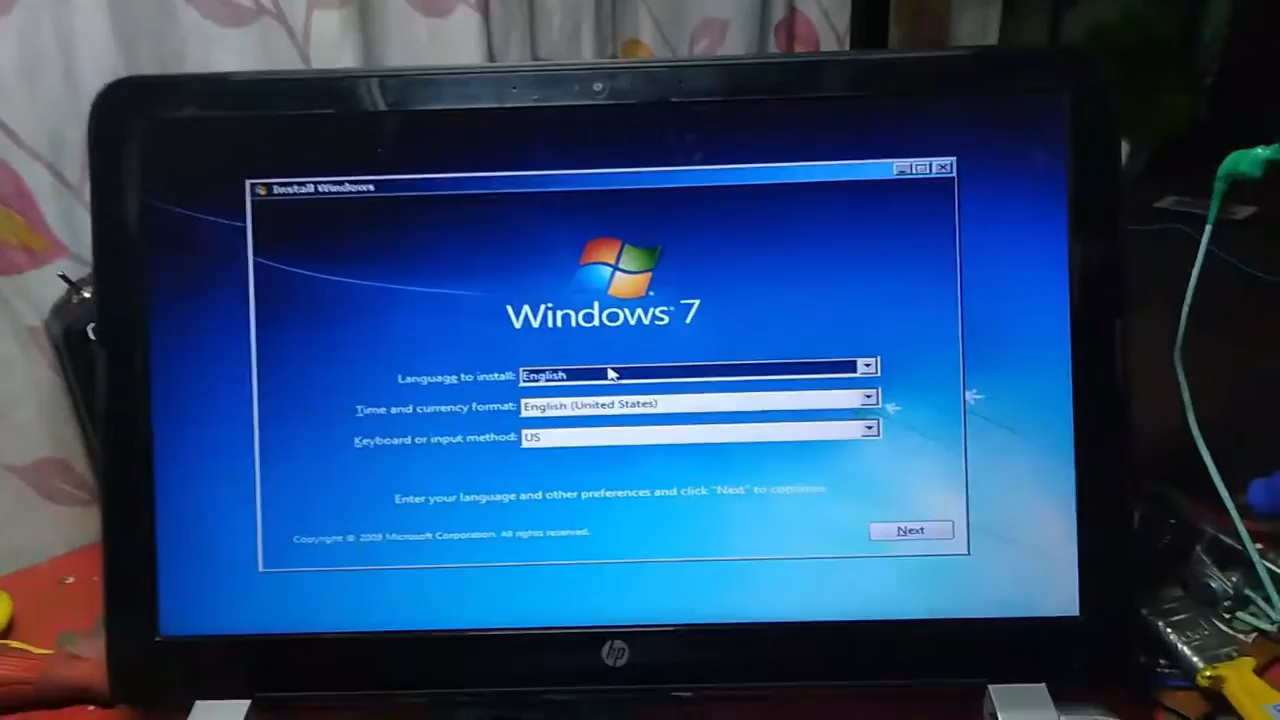 Install Windows
Windows 7
Language to install: English
Time and currency format: English (United States)
Keyboard or input method: US
Enter your language and other preferences and click "Next" to continue.
Copyright © 2009 Microsoft Corporation. All rights reserved.
Next
hp